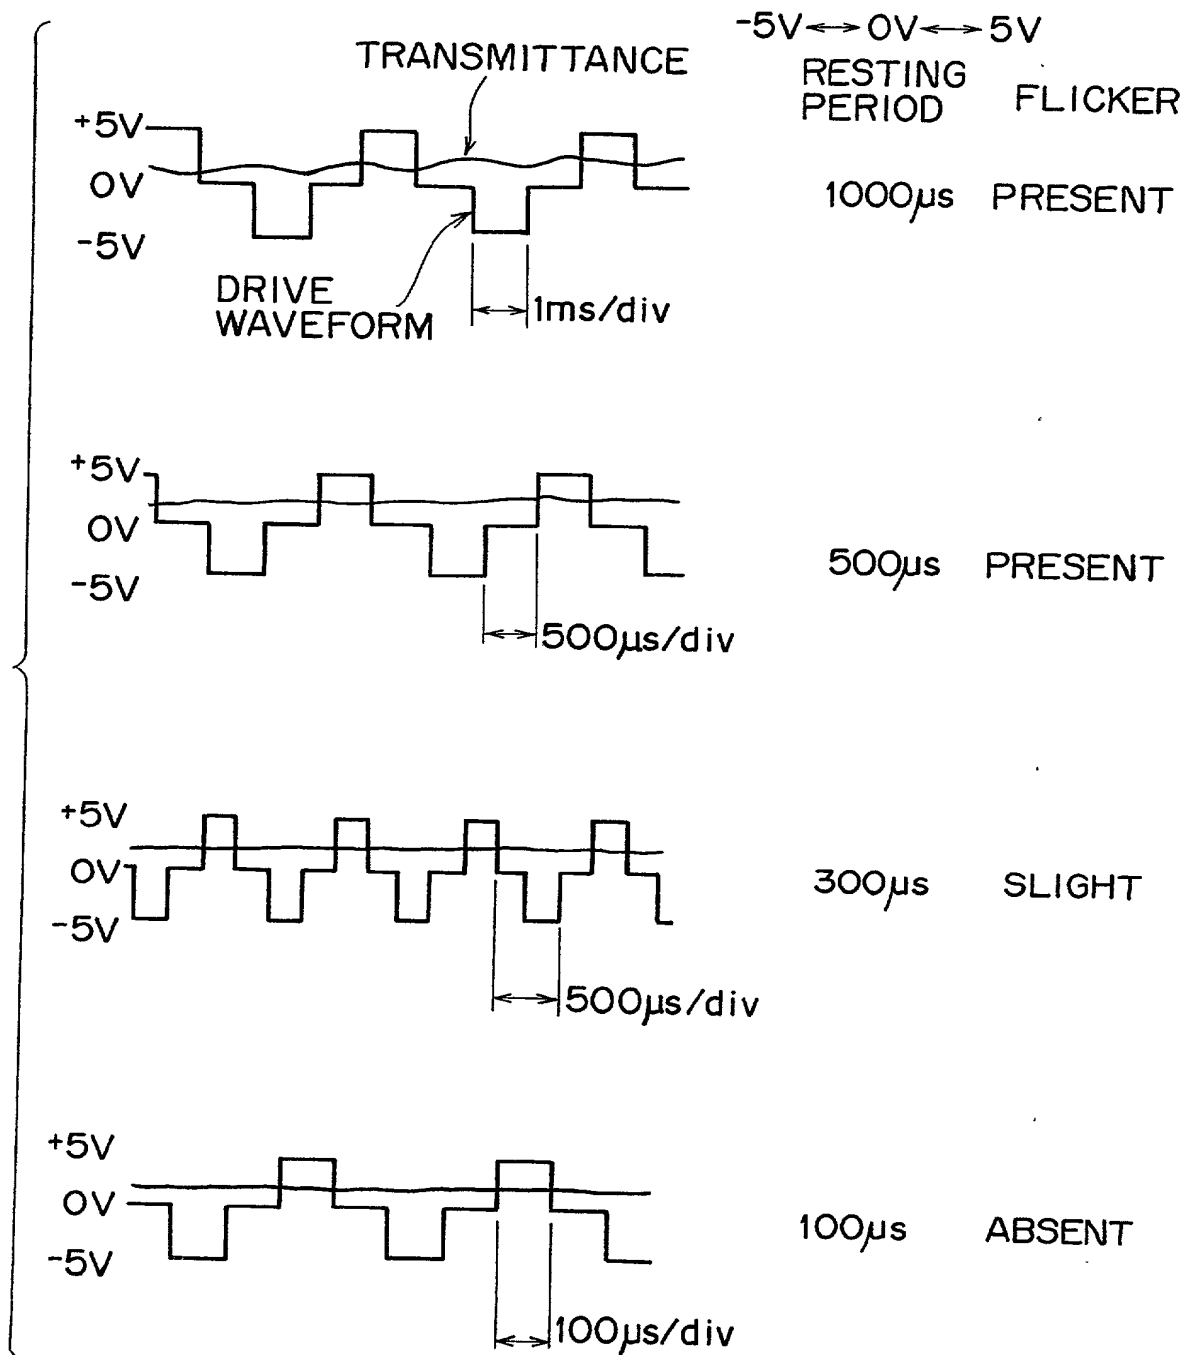 -5V↔0V↔5V
TRANSMITTANCE
RESTING
PERIOD
FLICKER
+5V
0V
-5V
1000µs PRESENT
DRIVE
WAVEFORM
1ms/div
+5V
0V
-5V
500µs PRESENT
500µs/div
+5V
0V
-5V
300µs SLIGHT
500µs/div
+5V
0V
-5V
100µs ABSENT
100µs/div